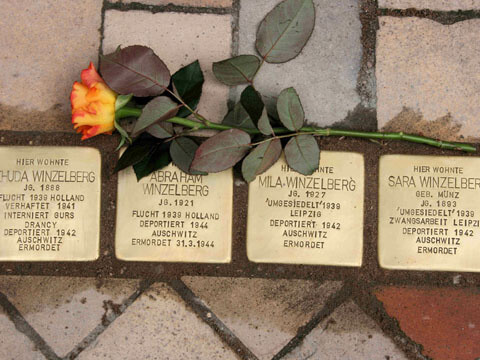 HIER WOHNTE
HUDA WINZELBERG
JG. 1888
FLUCHT 1939 HOLLAND
VERHAFTET 1941
INTERNIERT GURS
DRANCY
DEPORTIERT 1942
AUSCHWITZ
ERMORDET
ABRAHAM
WINZELBERG
JG. 1921
FLUCHT 1939 HOLLAND
DEPORTIERT 1944
AUSCHWITZ
ERMORDET 31.3.1944
HIER WOHNTE
MILA WINZELBERG
JG. 1927
'UMGESIEDELT' 1939
LEIPZIG
DEPORTIERT 1942
AUSCHWITZ
ERMORDET
HIER WOHNTE
SARA WINZELBER
GEB. MÜNZ
JG. 1893
'UMGESIEDELT' 1939
ZWANGSARBEIT LEIPZIG
DEPORTIERT 1942
AUSCHWITZ
ERMORDET